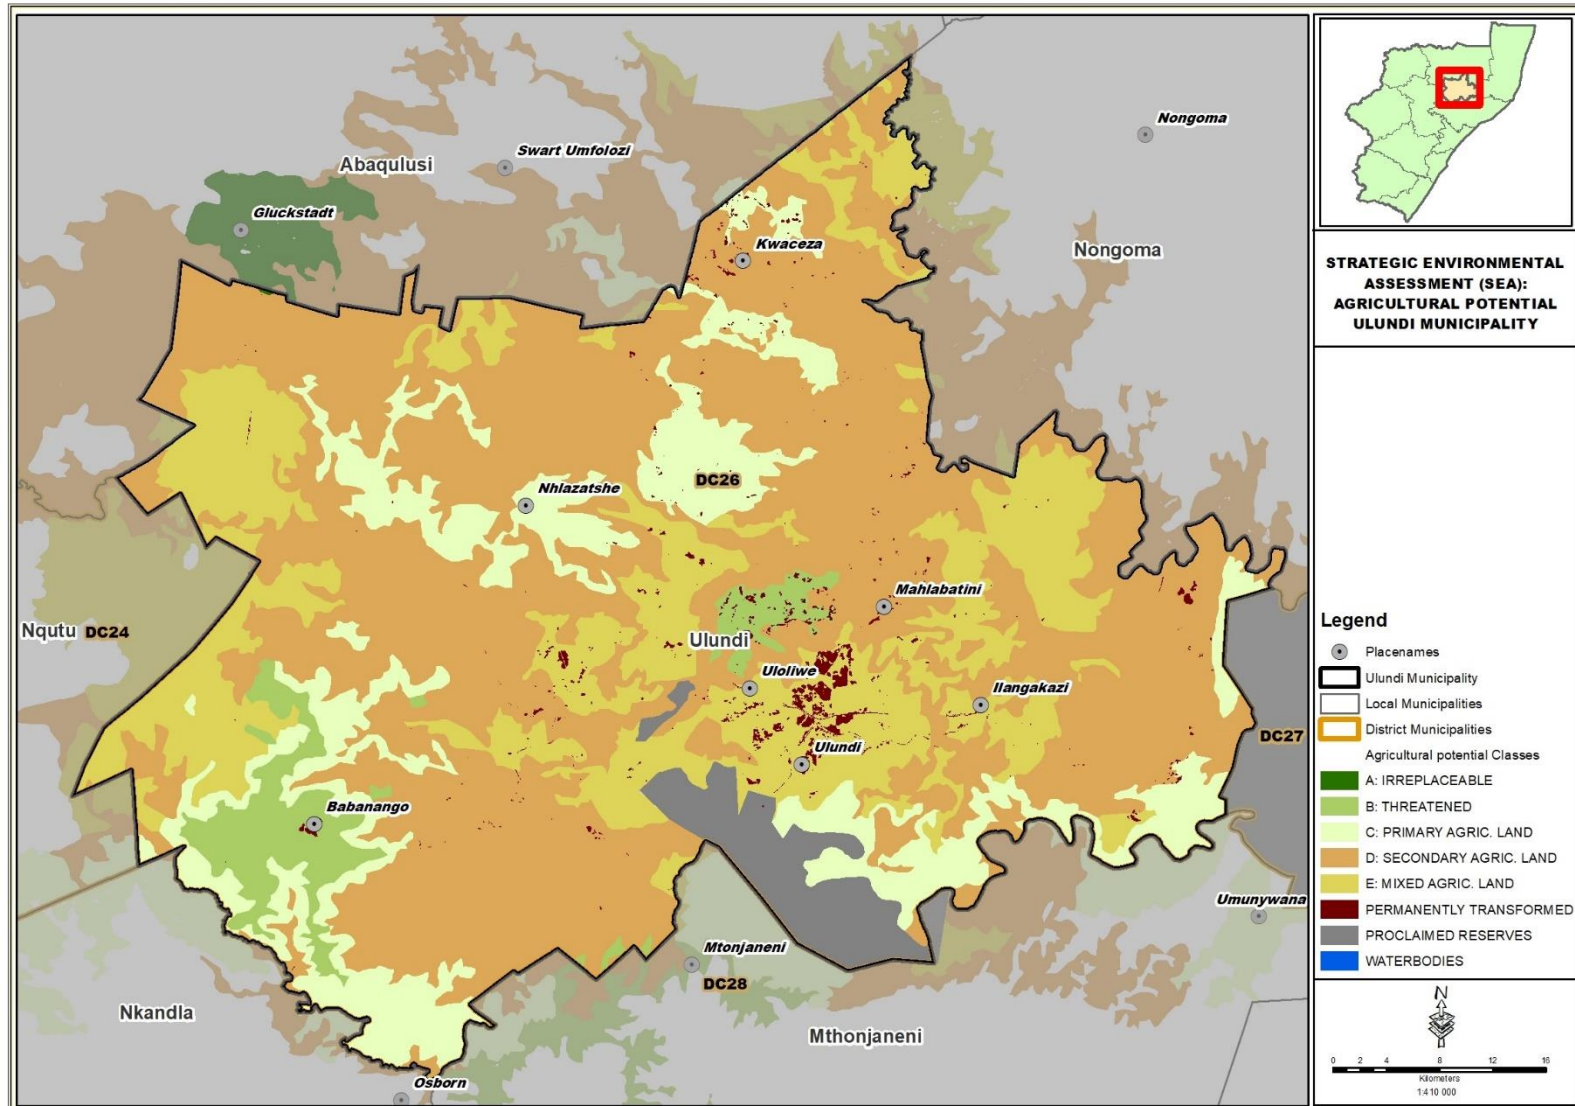 Nongoma
Swart Umfolozi
Abaqulusi
Gluckstadt
Kwaceza
Nongoma
Nhlazatshe
DC26
Mahlabatini
Nqutu DC24
Ulundi
Uloliwe
Ilangakazi
DC27
Ulundi
Babanango
Umunywana
Mtonjaneni
DC28
Nkandla
Mthonjaneni
Osborn
STRATEGIC ENVIRONMENTAL
ASSESSMENT (SEA):
AGRICULTURAL POTENTIAL
ULUNDI MUNICIPALITY
Legend
Placenames
Ulundi Municipality
Local Municipalities
District Municipalities
Agricultural potential Classes
A: IRREPLACEABLE
B: THREATENED
C: PRIMARY AGRIC. LAND
D: SECONDARY AGRIC. LAND
E: MIXED AGRIC. LAND
PERMANENTLY TRANSFORMED
PROCLAIMED RESERVES
WATERBODIES
N
0 2 4 8 12 16
Kilometers
1:410 000